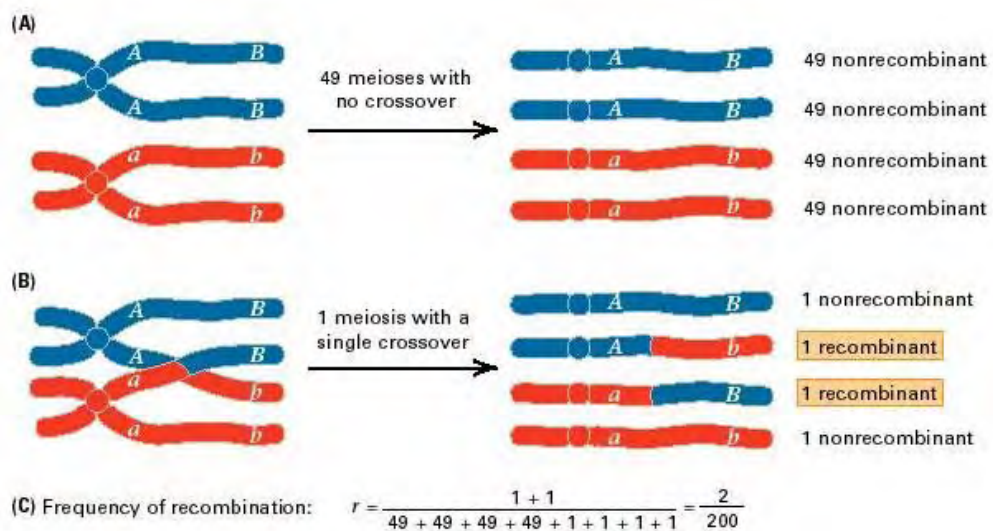 (A)
A B
A B
a b
a b
49 meioses with
no crossover
A B
A B
a b
a b
49 nonrecombinant
49 nonrecombinant
49 nonrecombinant
49 nonrecombinant
(B)
A B
A B
a b
a b
1 meiosis with a
single crossover
A B
A b
a B
a b
1 nonrecombinant
1 recombinant
1 recombinant
1 nonrecombinant
(C) Frequency of recombination: r = (1 + 1) / (49 + 49 + 49 + 49 + 1 + 1 + 1 + 1) = 2 / 200